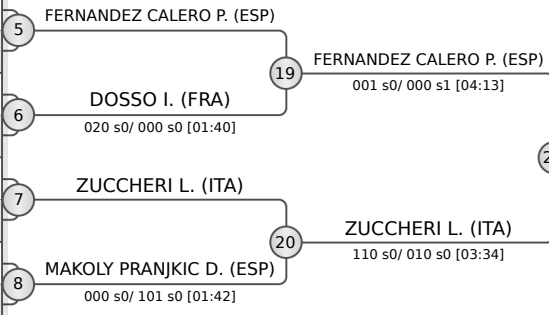 5
FERNANDEZ CALERO P. (ESP)
19
FERNANDEZ CALERO P. (ESP)
001 s0/ 000 s1 [04:13]
6
DOSSO I. (FRA)
020 s0/ 000 s0 [01:40]
7
ZUCCHERI L. (ITA)
20
ZUCCHERI L. (ITA)
110 s0/ 010 s0 [03:34]
8
MAKOLY PRANJKIC D. (ESP)
000 s0/ 101 s0 [01:42]